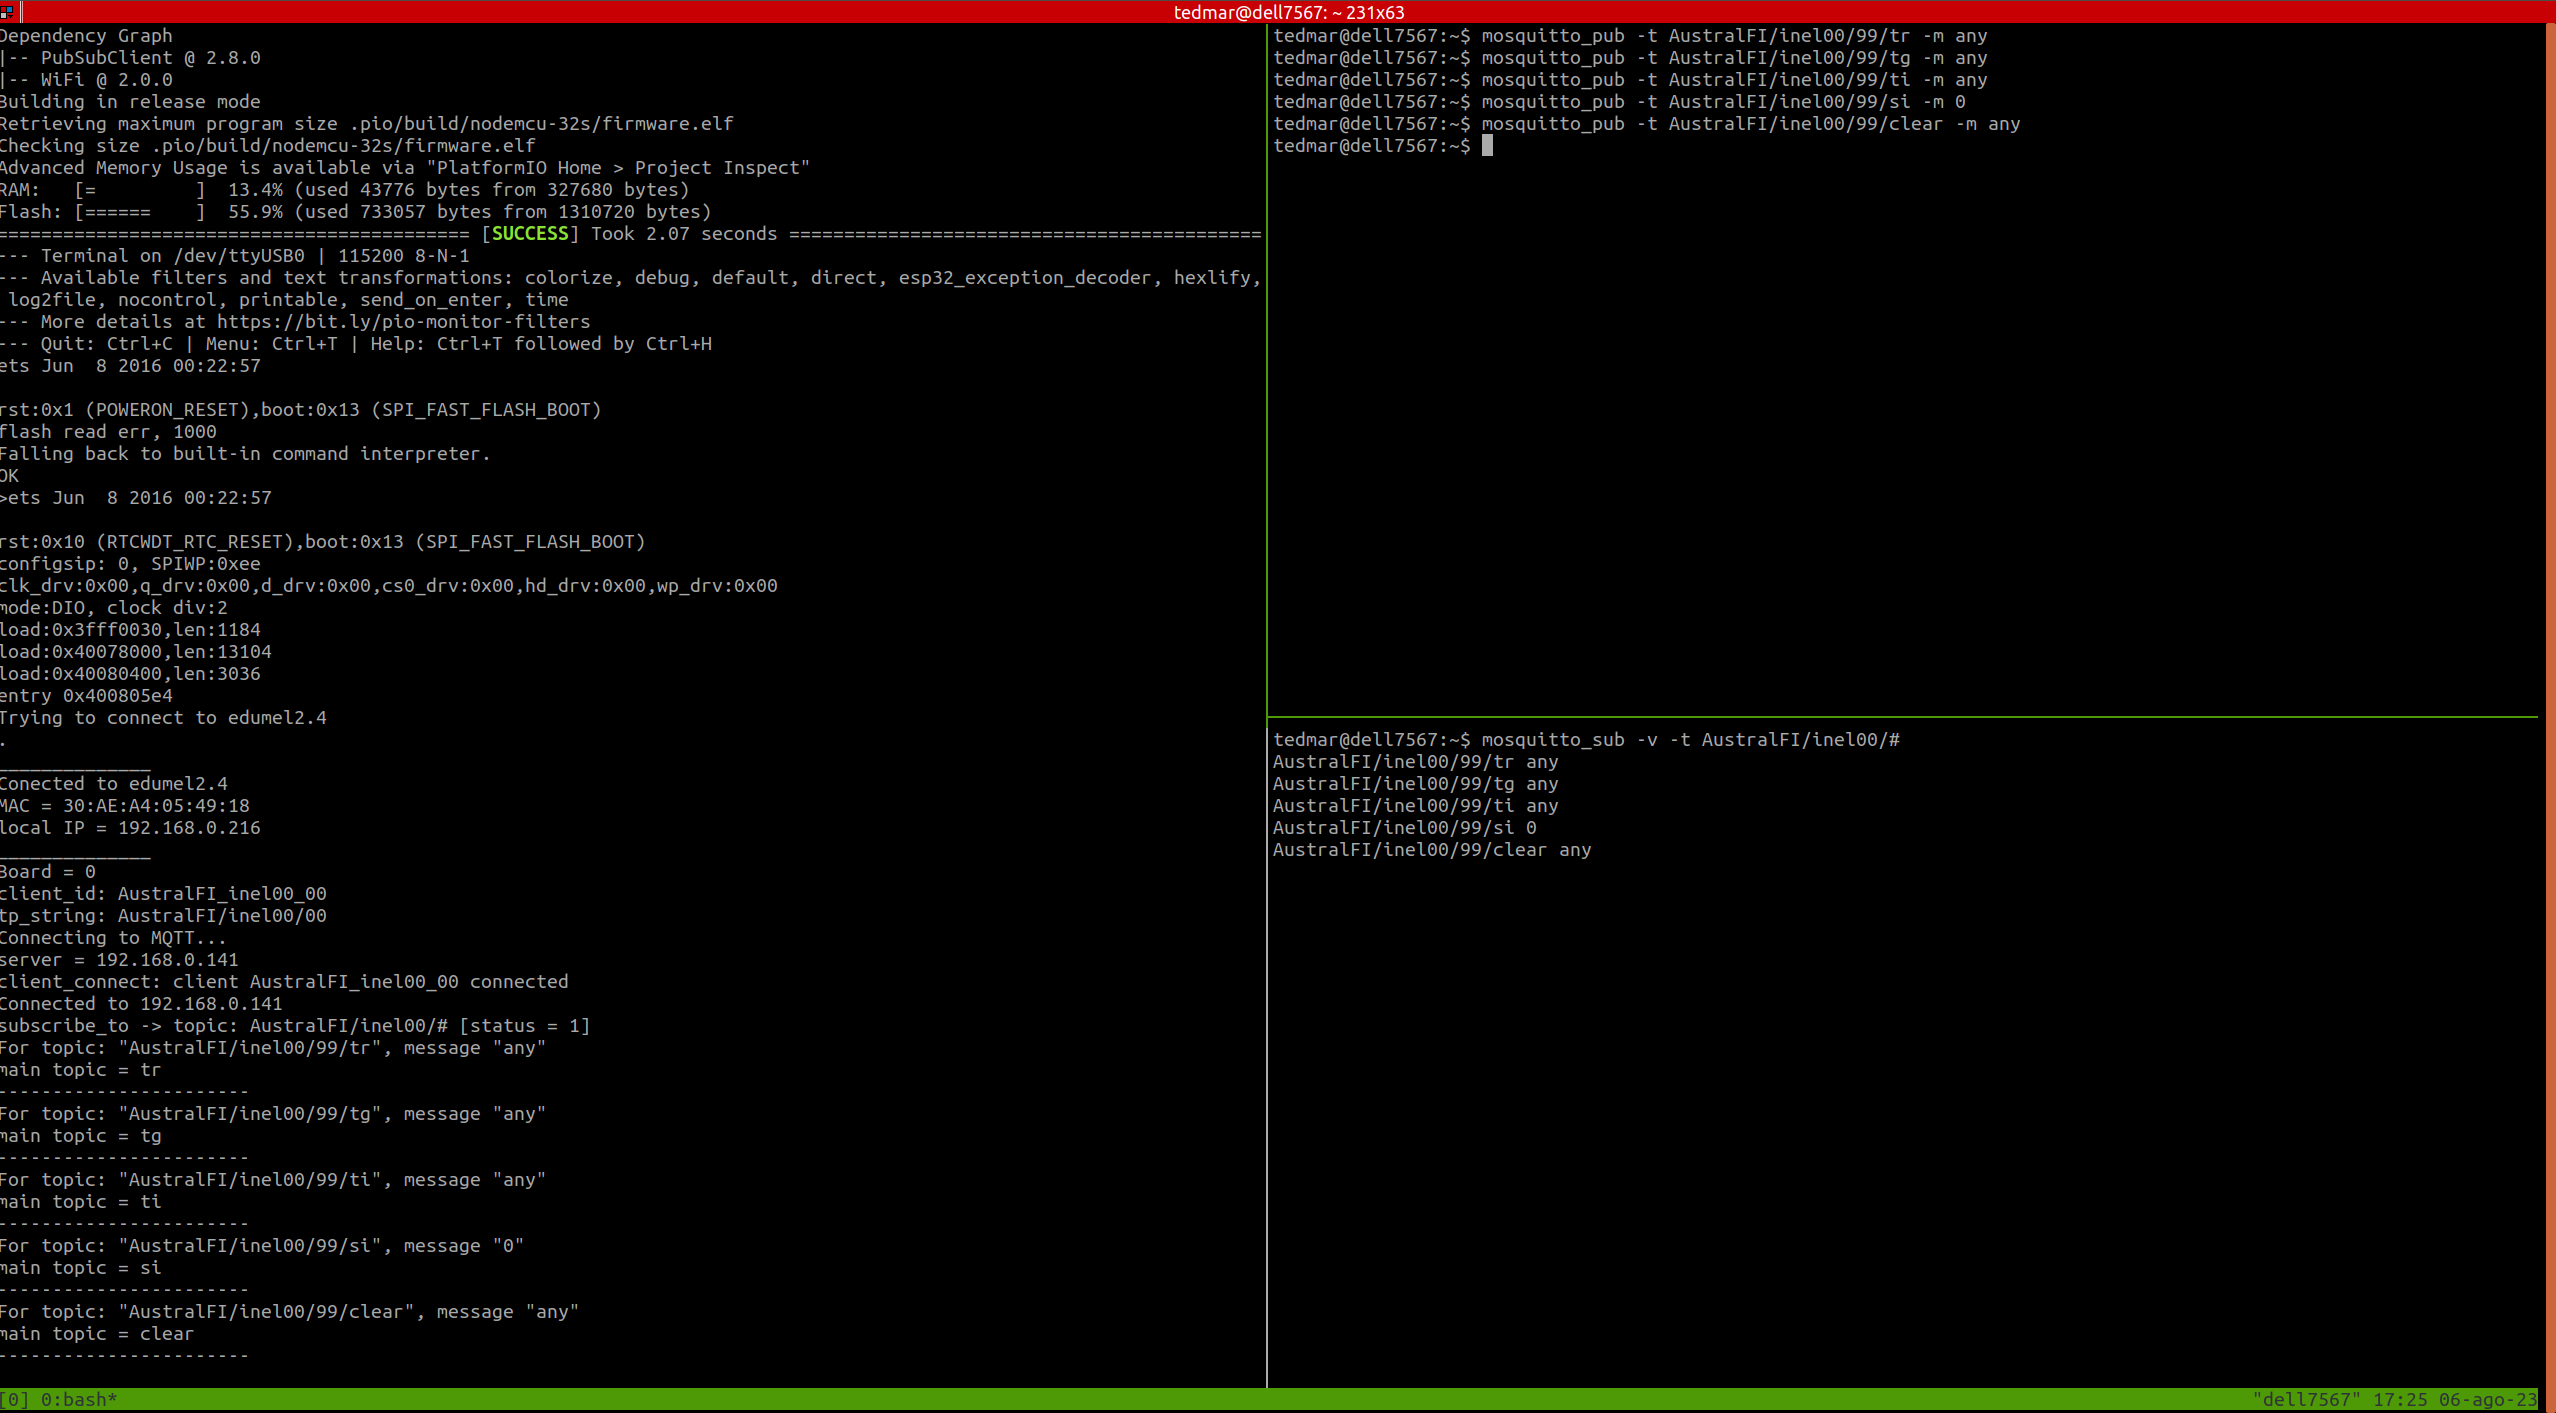 tedmar@dell7567: ~ 231x63
Dependency Graph
|-- PubSubClient @ 2.8.0
|-- WiFi @ 2.0.0
Building in release mode
Retrieving maximum program size .pio/build/nodemcu-32s/firmware.elf
Checking size .pio/build/nodemcu-32s/firmware.elf
Advanced Memory Usage is available via "PlatformIO Home > Project Inspect"
RAM:   [=         ]  13.4% (used 43776 bytes from 327680 bytes)
Flash: [======    ]  55.9% (used 733057 bytes from 1310720 bytes)
=========================================== [SUCCESS] Took 2.07 seconds ===========================================
--- Terminal on /dev/ttyUSB0 | 115200 8-N-1
--- Available filters and text transformations: colorize, debug, default, direct, esp32_exception_decoder, hexlify,
 log2file, nocontrol, printable, send_on_enter, time
--- More details at https://bit.ly/pio-monitor-filters
--- Quit: Ctrl+C | Menu: Ctrl+T | Help: Ctrl+T followed by Ctrl+H
ets Jun  8 2016 00:22:57
rst:0x1 (POWERON_RESET),boot:0x13 (SPI_FAST_FLASH_BOOT)
flash read err, 1000
Falling back to built-in command interpreter.
OK
>ets Jun  8 2016 00:22:57
rst:0x10 (RTCWDT_RTC_RESET),boot:0x13 (SPI_FAST_FLASH_BOOT)
configsip: 0, SPIWP:0xee
clk_drv:0x00,q_drv:0x00,d_drv:0x00,cs0_drv:0x00,hd_drv:0x00,wp_drv:0x00
mode:DIO, clock div:2
load:0x3fff0030,len:1184
load:0x40078000,len:13104
load:0x40080400,len:3036
entry 0x400805e4
Trying to connect to edumel2.4
.
______________
Conected to edumel2.4
MAC = 30:AE:A4:05:49:18
local IP = 192.168.0.216
______________
Board = 0
client_id: AustralFI_inel00_00
tp_string: AustralFI/inel00/00
Connecting to MQTT...
server = 192.168.0.141
client_connect: client AustralFI_inel00_00 connected
Connected to 192.168.0.141
subscribe_to -> topic: AustralFI/inel00/# [status = 1]
For topic: "AustralFI/inel00/99/tr", message "any"
main topic = tr
-----------------------
For topic: "AustralFI/inel00/99/tg", message "any"
main topic = tg
-----------------------
For topic: "AustralFI/inel00/99/ti", message "any"
main topic = ti
-----------------------
For topic: "AustralFI/inel00/99/si", message "0"
main topic = si
-----------------------
For topic: "AustralFI/inel00/99/clear", message "any"
main topic = clear
-----------------------
tedmar@dell7567:~$ mosquitto_pub -t AustralFI/inel00/99/tr -m any
tedmar@dell7567:~$ mosquitto_pub -t AustralFI/inel00/99/tg -m any
tedmar@dell7567:~$ mosquitto_pub -t AustralFI/inel00/99/ti -m any
tedmar@dell7567:~$ mosquitto_pub -t AustralFI/inel00/99/si -m 0
tedmar@dell7567:~$ mosquitto_pub -t AustralFI/inel00/99/clear -m any
tedmar@dell7567:~$
tedmar@dell7567:~$ mosquitto_sub -v -t AustralFI/inel00/#
AustralFI/inel00/99/tr any
AustralFI/inel00/99/tg any
AustralFI/inel00/99/ti any
AustralFI/inel00/99/si 0
AustralFI/inel00/99/clear any
[0] 0:bash*
"dell7567" 17:25 06-ago-23